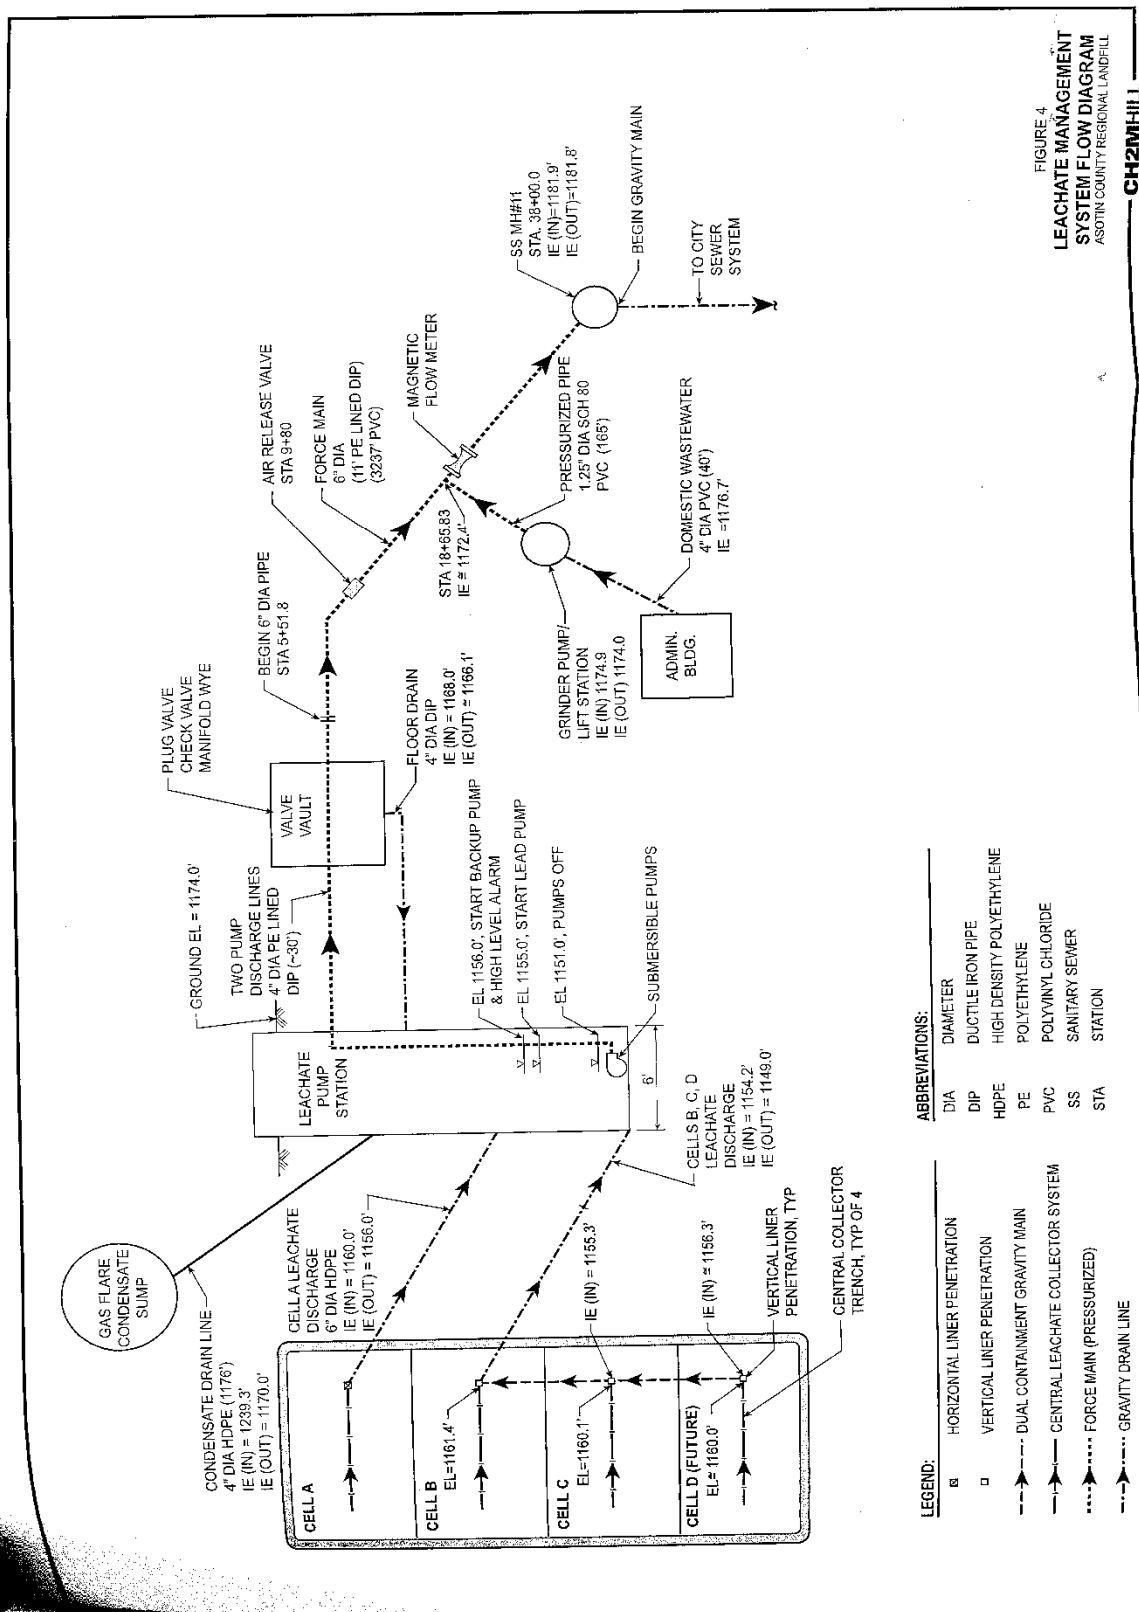 GAS FLARE
CONDENSATE
SUMP
CONDENSATE DRAIN LINE
4" DIA HDPE (1176')
IE (IN) = 1239.3'
IE (OUT) = 1170.0'
CELL A LEACHATE
DISCHARGE
6" DIA HDPE
IE (IN) = 1160.0'
IE (OUT) = 1156.0'
CELL A
CELL B
EL=1161.4'
CELL C
EL=1160.1'
CELL D (FUTURE)
EL≅1160.0'
IE (IN) = 1155.3'
IE (IN) ≅ 1156.3'
VERTICAL LINER
PENETRATION, TYP
CENTRAL COLLECTOR
TRENCH, TYP OF 4
CELLS B, C, D
LEACHATE
DISCHARGE
IE (IN) = 1154.2'
IE (OUT) = 1149.0'
LEACHATE
PUMP
STATION
6'
GROUND EL = 1174.0'
TWO PUMP
DISCHARGE LINES
4" DIA PE LINED
DIP (~30')
EL 1156.0', START BACKUP PUMP
& HIGH LEVEL ALARM
EL 1155.0', START LEAD PUMP
EL 1151.0', PUMPS OFF
SUBMERSIBLE PUMPS
PLUG VALVE
CHECK VALVE
MANIFOLD WYE
VALVE
VAULT
FLOOR DRAIN
4" DIA DIP
IE (IN) = 1168.0'
IE (OUT) = 1166.1'
BEGIN 6" DIA PIPE
STA 5+51.8
AIR RELEASE VALVE
STA 9+80
FORCE MAIN
6" DIA
(11' PE LINED DIP)
(3237' PVC)
MAGNETIC
FLOW METER
STA 18+65.83
IE ≅ 1172.4'
GRINDER PUMP/
LIFT STATION
IE (IN) 1174.9
IE (OUT) 1174.0
PRESSURIZED PIPE
1.25" DIA SCH 80
PVC (165')
ADMIN.
BLDG.
DOMESTIC WASTEWATER
4" DIA PVC (40')
IE =1176.7'
SS MH#11
STA. 38+00.0
IE (IN)=1181.9'
IE (OUT)=1181.8'
BEGIN GRAVITY MAIN
TO CITY
SEWER
SYSTEM
LEGEND:
HORIZONTAL LINER PENETRATION
VERTICAL LINER PENETRATION
DUAL CONTAINMENT GRAVITY MAIN
CENTRAL LEACHATE COLLECTOR SYSTEM
FORCE MAIN (PRESSURIZED)
GRAVITY DRAIN LINE
ABBREVIATIONS:
DIA DIAMETER
DIP DUCTILE IRON PIPE
HDPE HIGH DENSITY POLYETHYLENE
PE POLYETHYLENE
PVC POLYVINYL CHLORIDE
SS SANITARY SEWER
STA STATION
FIGURE 4
LEACHATE MANAGEMENT
SYSTEM FLOW DIAGRAM
ASOTIN COUNTY REGIONAL LANDFILL
CH2MHILL